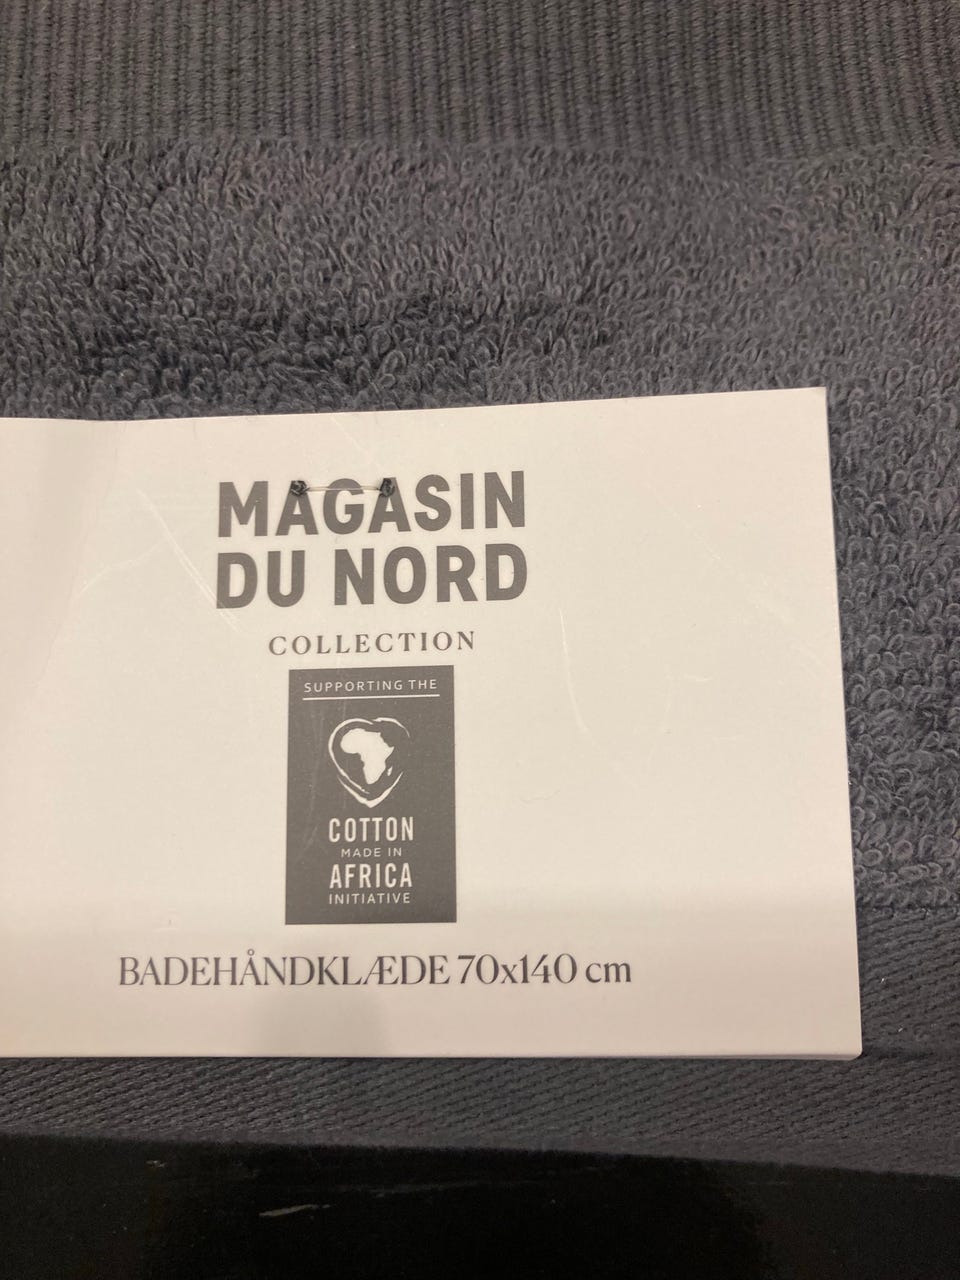 MAGASIN
DU NORD
COLLECTION
SUPPORTING THE
COTTON
MADE IN
AFRICA
INITIATIVE
BADEHÅNDKLÆDE 70x140 cm